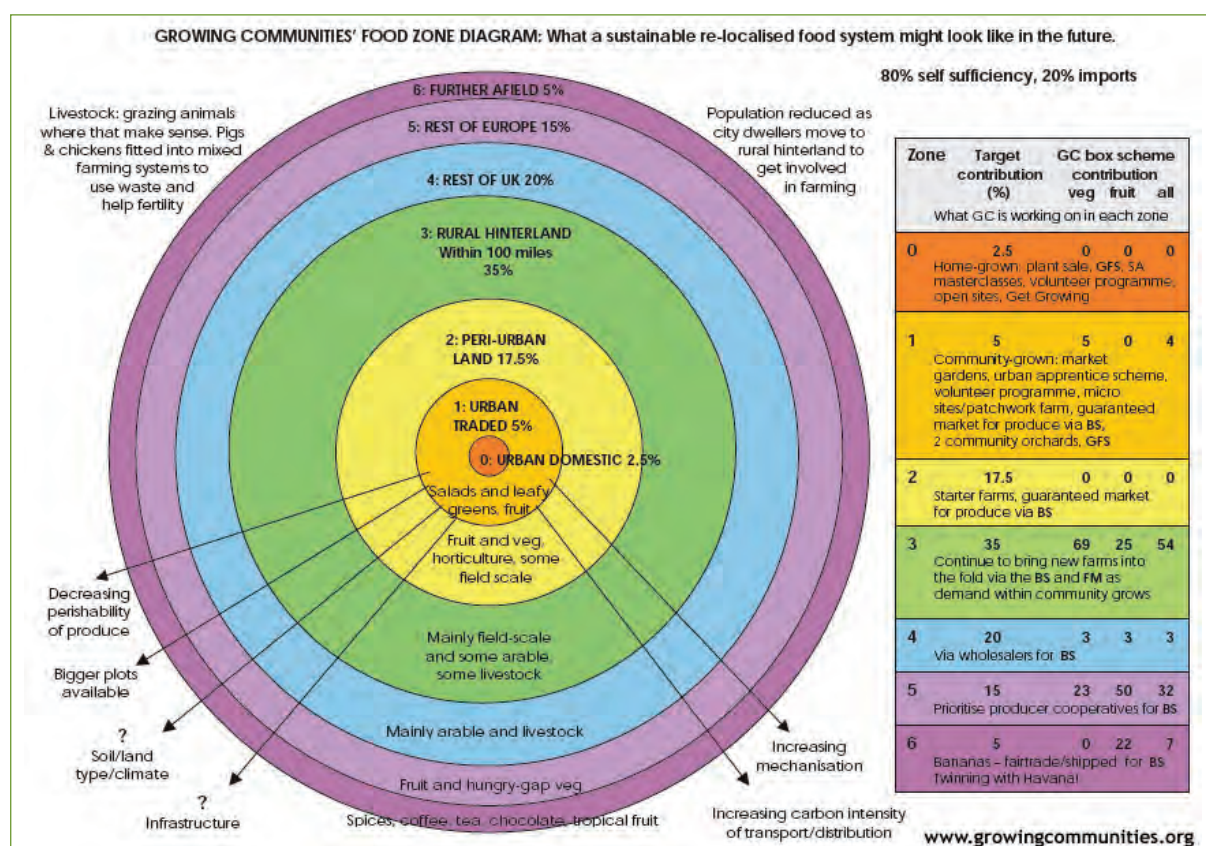 GROWING COMMUNITIES' FOOD ZONE DIAGRAM: What a sustainable re-localised food system might look like in the future.
80% self sufficiency, 20% imports
Livestock: grazing animals
where that make sense. Pigs
& chickens fitted into mixed
farming systems to
use waste and
help fertility
Population reduced as
city dwellers move to
rural hinterland to
get involved
in farming
6: FURTHER AFIELD 5%
5: REST OF EUROPE 15%
4: REST OF UK 20%
3: RURAL HINTERLAND
Within 100 miles
35%
2: PERI-URBAN
LAND 17.5%
1: URBAN
TRADED 5%
0: URBAN DOMESTIC 2.5%
Salads and leafy
greens, fruit
Fruit and veg,
horticulture, some
field scale
Mainly field-scale
and some arable,
some livestock
Mainly arable and livestock
Fruit and hungry-gap veg
Spices, coffee, tea, chocolate, tropical fruit
Decreasing
perishability
of produce
Bigger plots
available
?
Soil/land
type/climate
?
Infrastructure
Increasing
mechanisation
Increasing carbon intensity
of transport/distribution
Zone Target GC box scheme
contribution contribution
(%) veg fruit all
What GC is working on in each zone
0 2.5 0 0 0
Home-grown: plant sale, GFS, SA
masterclasses, volunteer programme,
open sites, Get Growing
1 5 5 0 4
Community-grown: market
gardens, urban apprentice scheme,
volunteer programme, micro
sites/patchwork farm, guaranteed
market for produce via BS,
2 community orchards, GFS
2 17.5 0 0 0
Starter farms, guaranteed market
for produce via BS
3 35 69 25 54
Continue to bring new farms into
the fold via the BS and FM as
demand within community grows
4 20 3 3 3
Via wholesalers for BS
5 15 23 50 32
Prioritise producer cooperatives for BS
6 5 0 22 7
Bananas – fairtrade/shipped for BS
Twinning with Havana!
www.growingcommunities.org